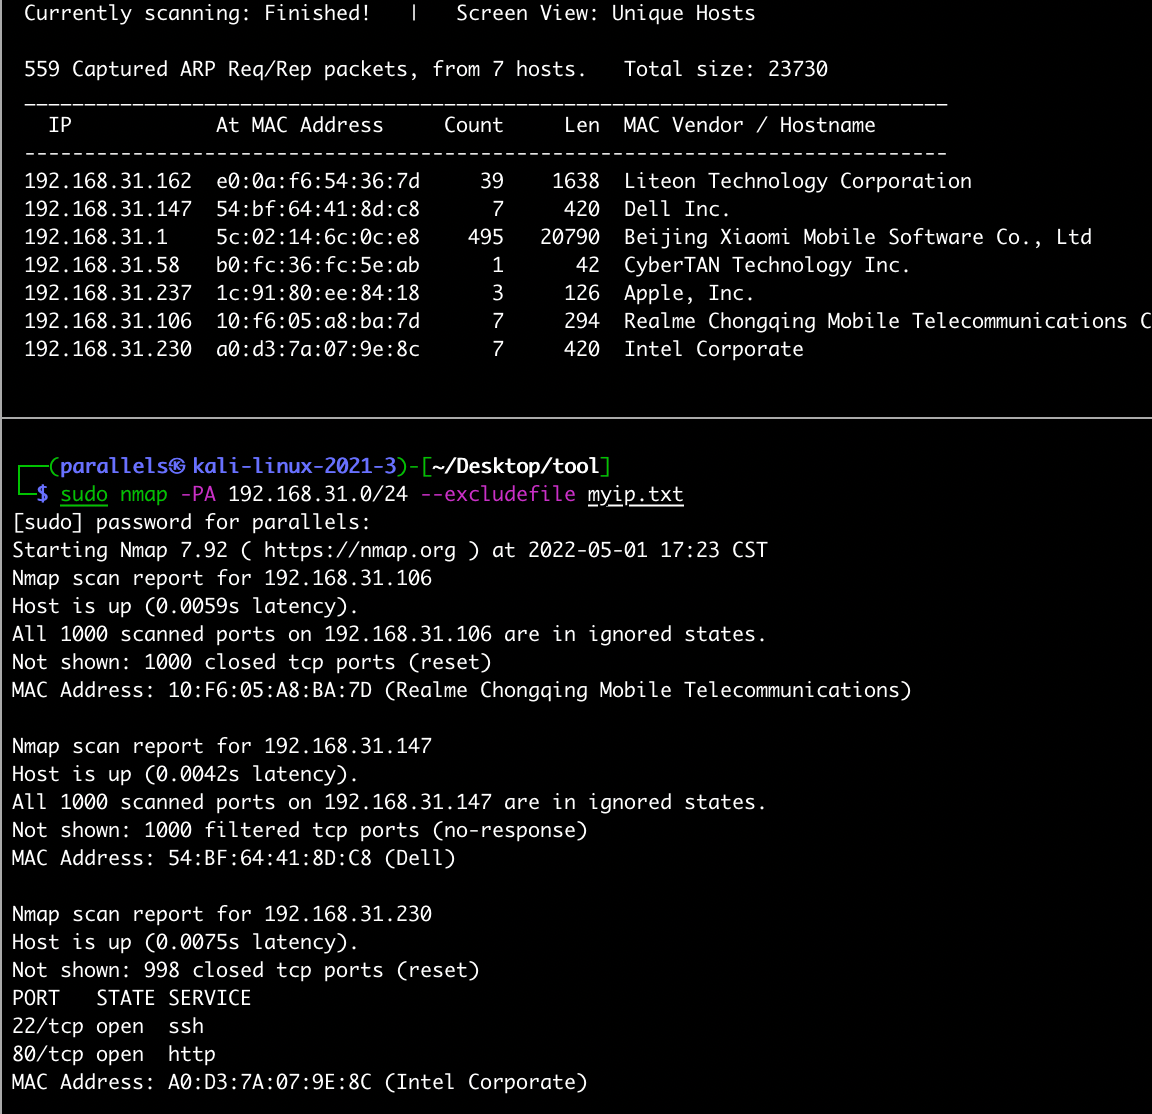 Currently scanning: Finished!   |   Screen View: Unique Hosts
559 Captured ARP Req/Rep packets, from 7 hosts.   Total size: 23730
_____________________________________________________________________________
  IP            At MAC Address     Count     Len  MAC Vendor / Hostname
-----------------------------------------------------------------------------
192.168.31.162  e0:0a:f6:54:36:7d     39    1638  Liteon Technology Corporation
192.168.31.147  54:bf:64:41:8d:c8      7     420  Dell Inc.
192.168.31.1    5c:02:14:6c:0c:e8    495   20790  Beijing Xiaomi Mobile Software Co., Ltd
192.168.31.58   b0:fc:36:fc:5e:ab      1      42  CyberTAN Technology Inc.
192.168.31.237  1c:91:80:ee:84:18      3     126  Apple, Inc.
192.168.31.106  10:f6:05:a8:ba:7d      7     294  Realme Chongqing Mobile Telecommunications C
192.168.31.230  a0:d3:7a:07:9e:8c      7     420  Intel Corporate
┌──(parallels㉿kali-linux-2021-3)-[~/Desktop/tool]
└─$ sudo nmap -PA 192.168.31.0/24 --excludefile myip.txt
[sudo] password for parallels:
Starting Nmap 7.92 ( https://nmap.org ) at 2022-05-01 17:23 CST
Nmap scan report for 192.168.31.106
Host is up (0.0059s latency).
All 1000 scanned ports on 192.168.31.106 are in ignored states.
Not shown: 1000 closed tcp ports (reset)
MAC Address: 10:F6:05:A8:BA:7D (Realme Chongqing Mobile Telecommunications)
Nmap scan report for 192.168.31.147
Host is up (0.0042s latency).
All 1000 scanned ports on 192.168.31.147 are in ignored states.
Not shown: 1000 filtered tcp ports (no-response)
MAC Address: 54:BF:64:41:8D:C8 (Dell)
Nmap scan report for 192.168.31.230
Host is up (0.0075s latency).
Not shown: 998 closed tcp ports (reset)
PORT   STATE SERVICE
22/tcp open  ssh
80/tcp open  http
MAC Address: A0:D3:7A:07:9E:8C (Intel Corporate)